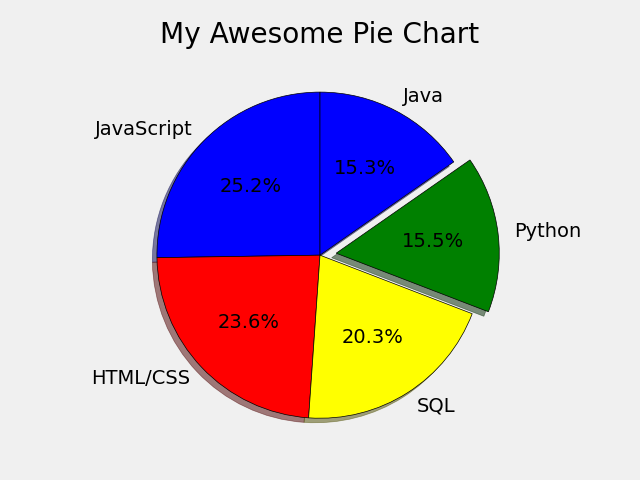 My Awesome Pie Chart
Java
JavaScript
15.3%
25.2%
Python
15.5%
23.6%
20.3%
HTML/CSS
SQL